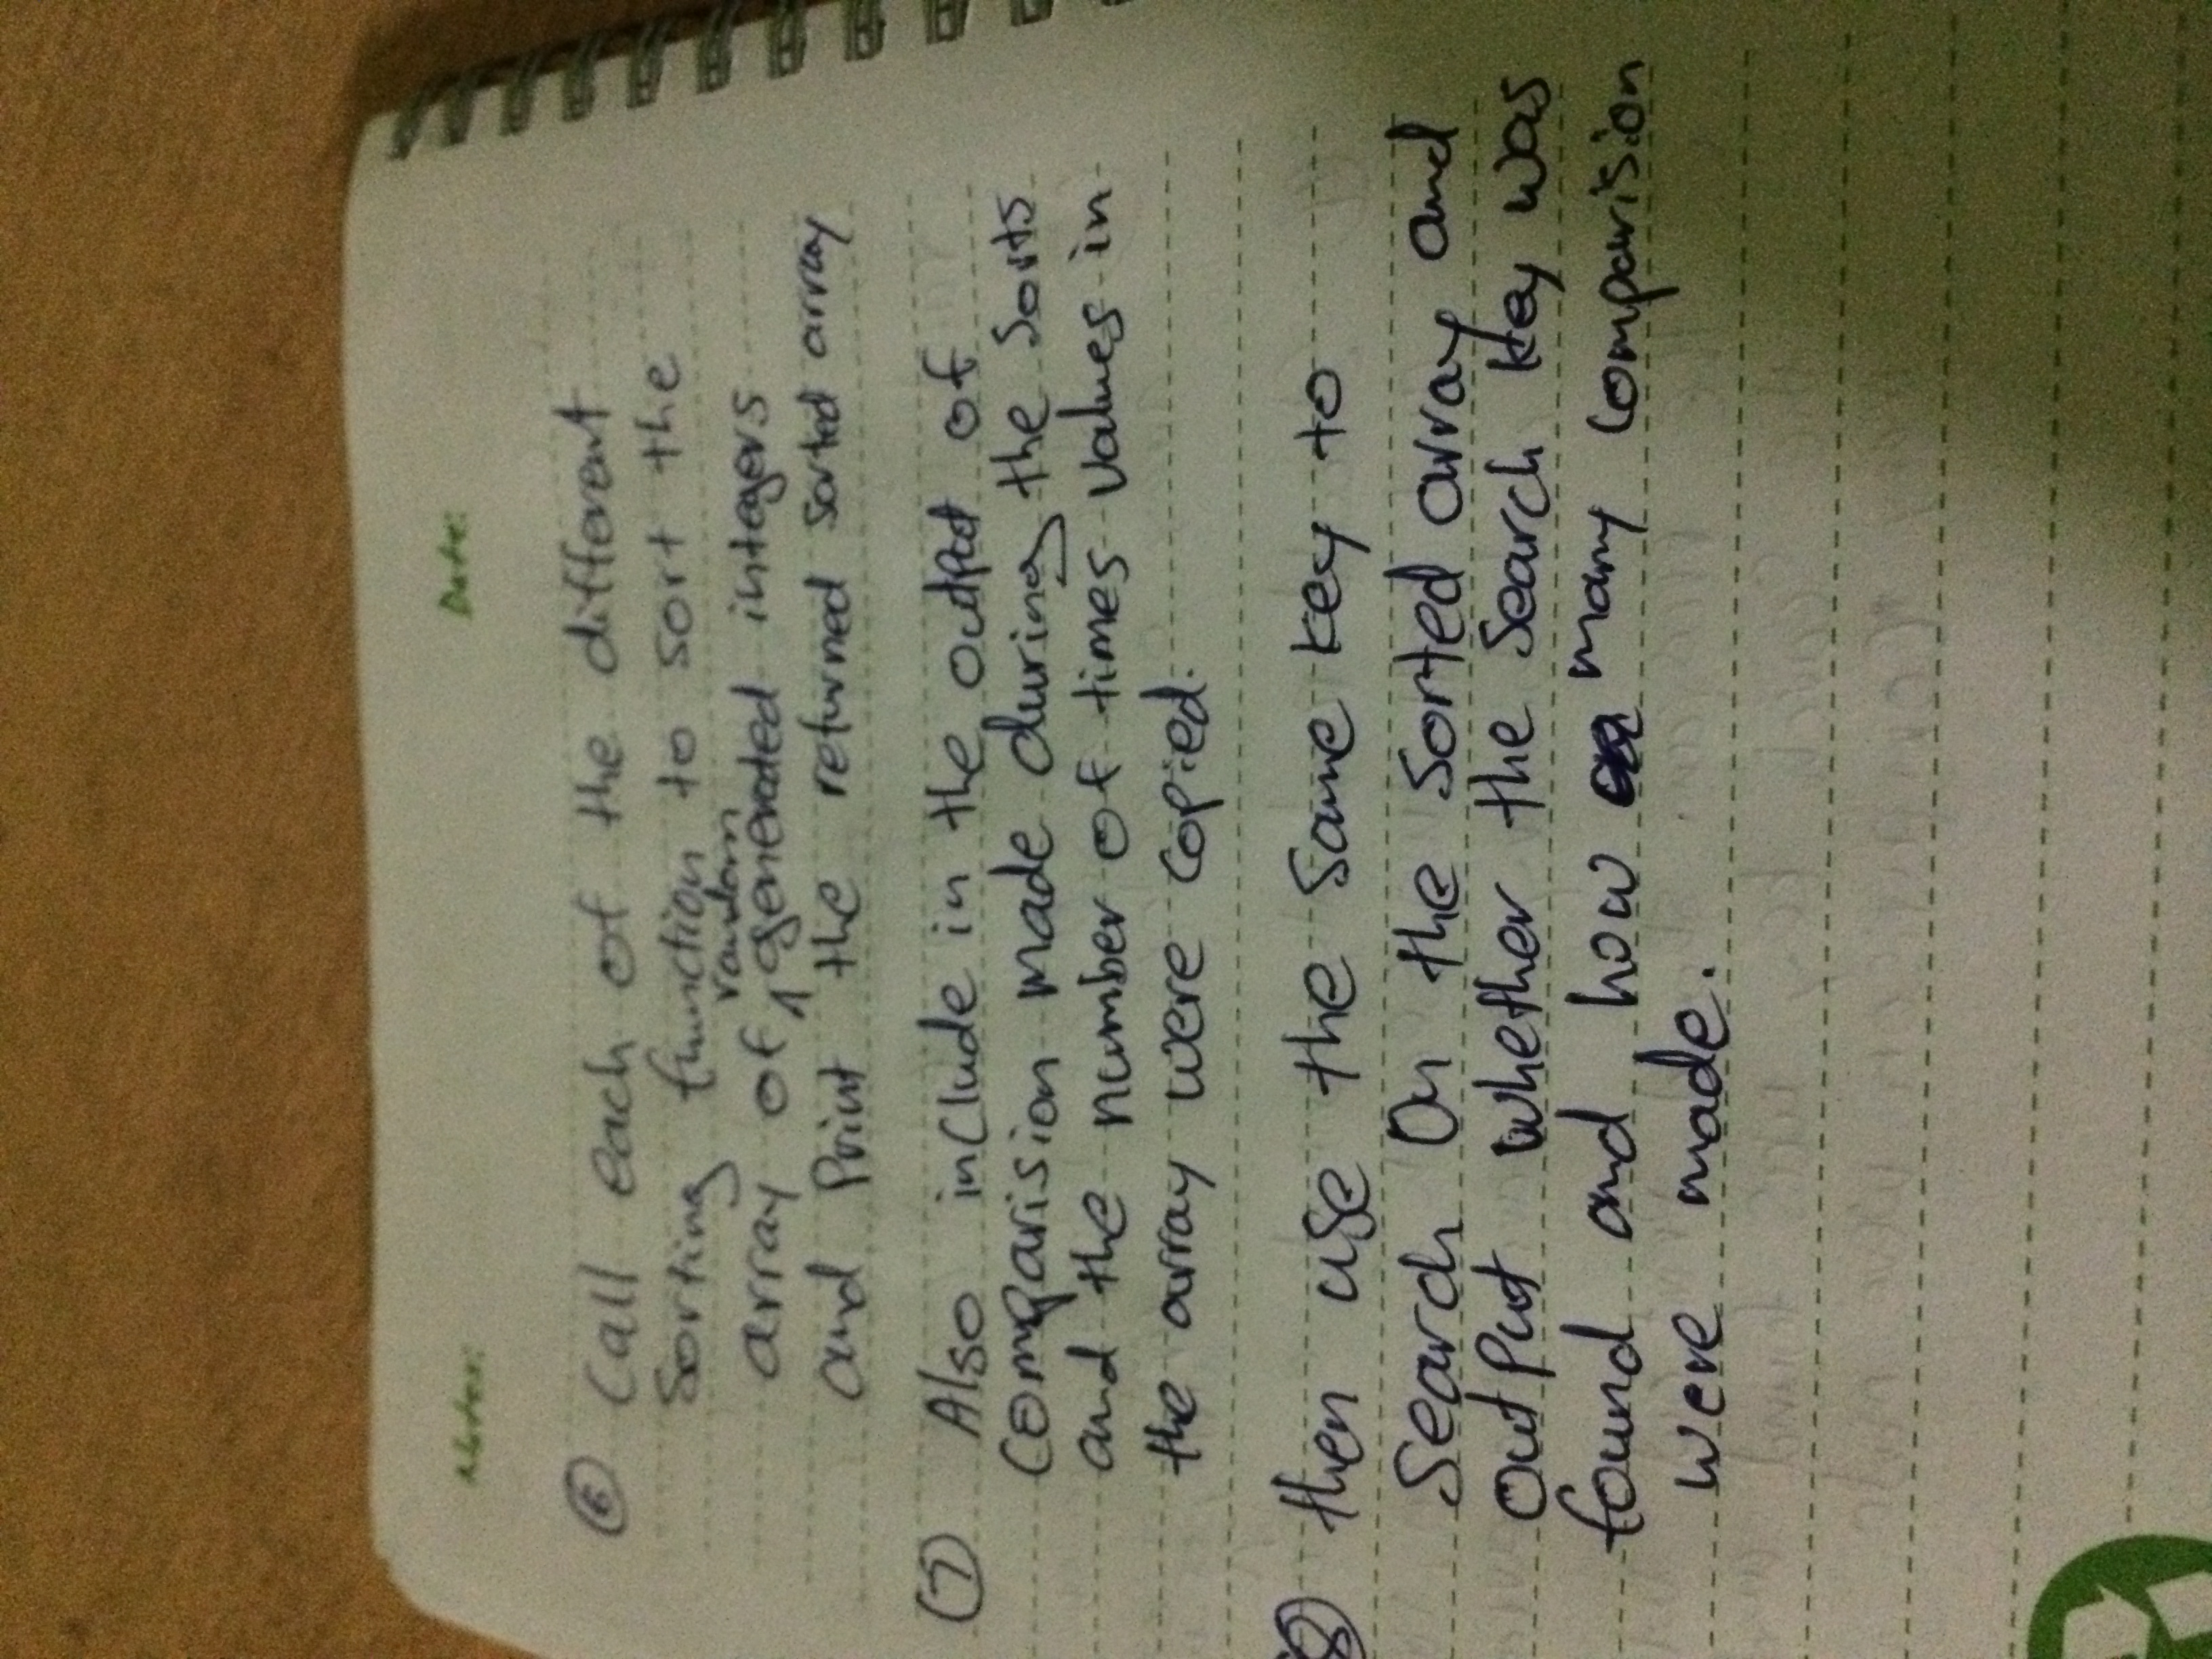 Notes: Date:
⑥ Call each of the different
Sorting function to sort the
random
array of ʌ generated integers
and Print the returned sorted array
⑦ Also include in the output of
comparision made during the Sorts
and the number of times values in
the array were copied.
⑧ then use the Same key to
Search On the Sorted array and
output whether the Search key was
found and how many comparision
were made.